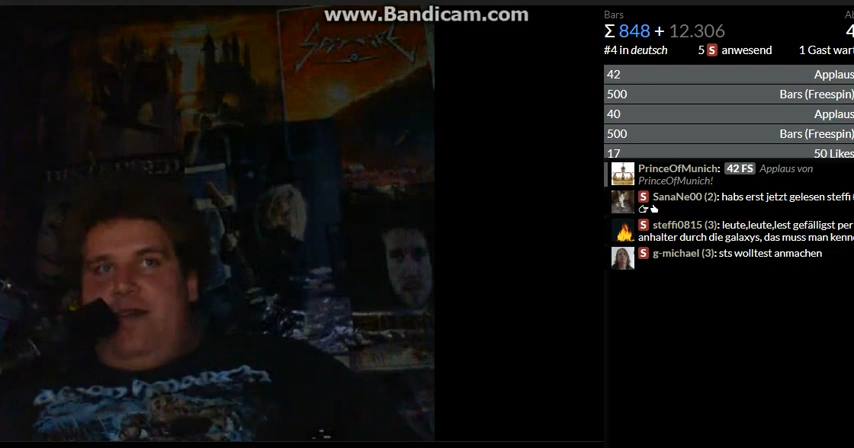 www.Bandicam.com
Bars
Σ 848 + 12.306
#4 in deutsch
5 S anwesend
1 Gast wart
42 Applaus
500 Bars (Freespin)
40 Applaus
500 Bars (Freespin)
17 50 Likes
PrinceOfMunich: 42 FS Applaus von
PrinceOfMunich!
S SanaNe00 (2): habs erst jetzt gelesen steffi
S steffi0815 (3): leute,leute,lest gefälligst per
anhalter durch die galaxys, das muss man kenn
S g-michael (3): sts wolltest anmachen